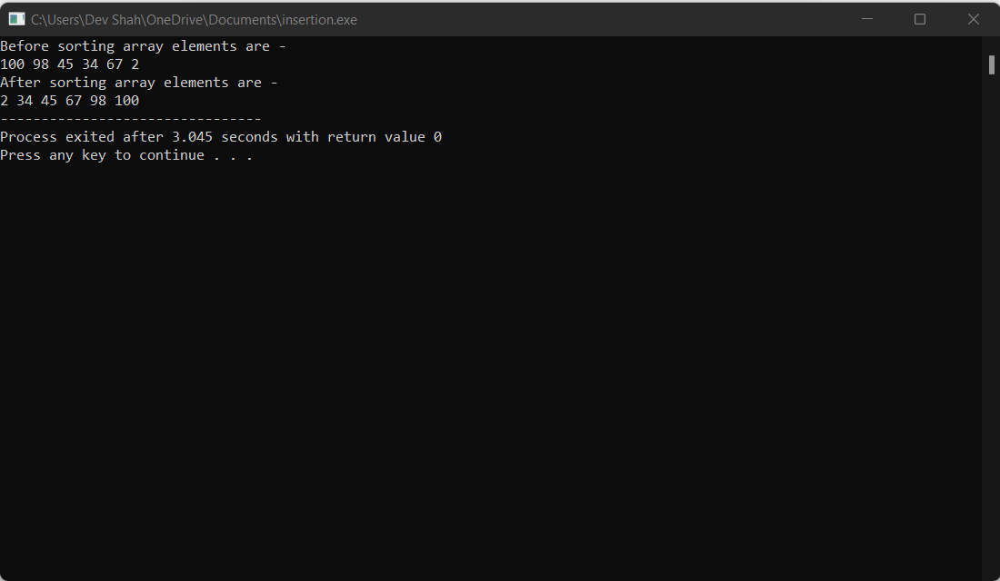 C:\Users\Dev Shah\OneDrive\Documents\insertion.exe
Before sorting array elements are -
100 98 45 34 67 2
After sorting array elements are -
2 34 45 67 98 100
--------------------------------
Process exited after 3.045 seconds with return value 0
Press any key to continue . . .